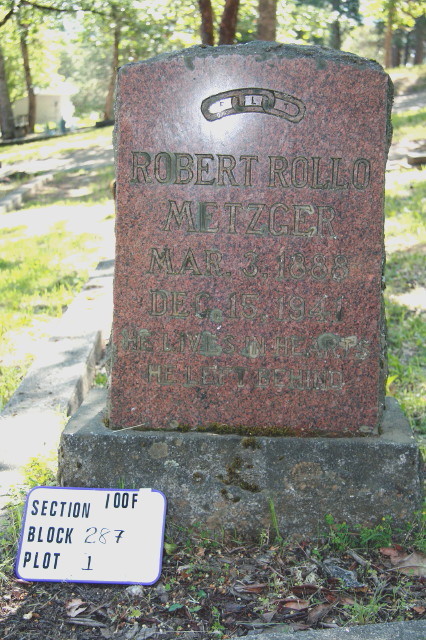 F L T
ROBERT ROLLO
METZGER
MAR. 3, 1888
DEC. 15, 1941
HE LIVES IN HEARTS
HE LEFT BEHIND
SECTION IOOF
BLOCK 287
PLOT 1